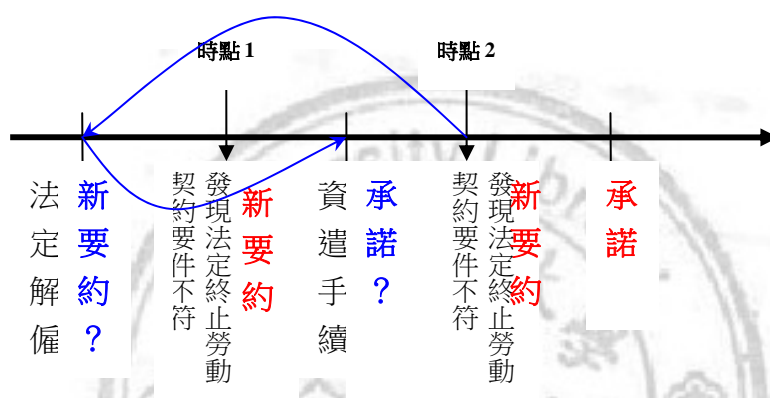 時點 1
時點 2
法定解僱
新要約？
契約要件不符
發現法定終止勞動
新要約
資遣手續
承諾？
契約要件不符
發現法定終止勞動
新要約
承諾